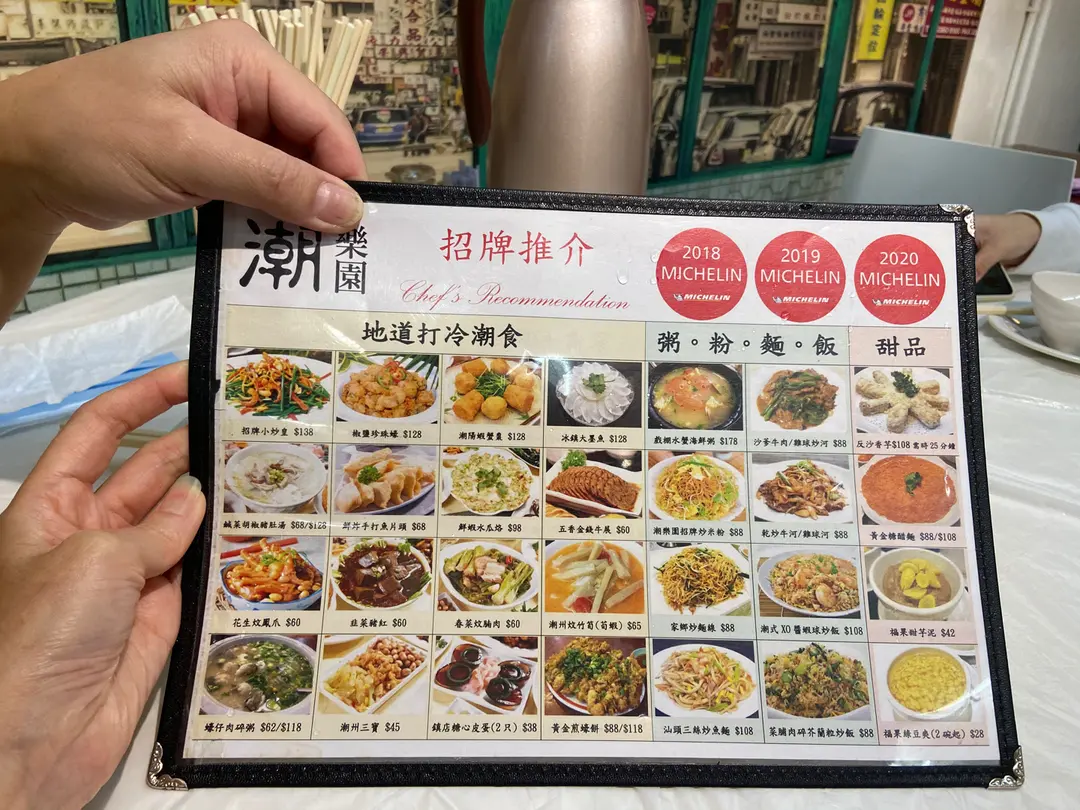 潮樂園
招牌推介
Chef's Recommendation
2018
MICHELIN
MICHELIN
2019
MICHELIN
MICHELIN
2020
MICHELIN
MICHELIN
地道打冷潮食
粥。粉。麵。飯
甜品
招牌小炒皇 $138
椒鹽珍珠蠔 $128
潮陽蝦蟹棗 $128
冰鎮大墨魚 $128
戲棚水蟹海鮮粥 $178
沙爹牛肉/雞球炒河 $88
反沙香芋$108 需時25分鐘
鹹菜胡椒豬肚湯 $68/$128
鮮炸手打魚片頭 $68
鮮蝦水瓜烙 $98
五香金錢牛展 $60
潮樂園招牌炒米粉 $88
乾炒牛河/雞球河 $88
黃金糖醋麵 $88/$108
花生炆鳳爪 $60
韭菜豬紅 $60
春菜炆腩肉 $60
潮州炆竹筍(筍蝦) $65
家鄉炒麵線 $88
潮式XO醬蝦球炒飯 $108
福果甜芋泥 $42
蠔仔肉碎粥 $62/$118
潮州三寶 $45
鎮店糖心皮蛋(2只) $38
黃金煎蠔餅 $88/$118
汕頭三絲炒魚麵 $108
菜脯肉碎芥蘭粒炒飯 $88
福果綠豆爽(2碗起) $28